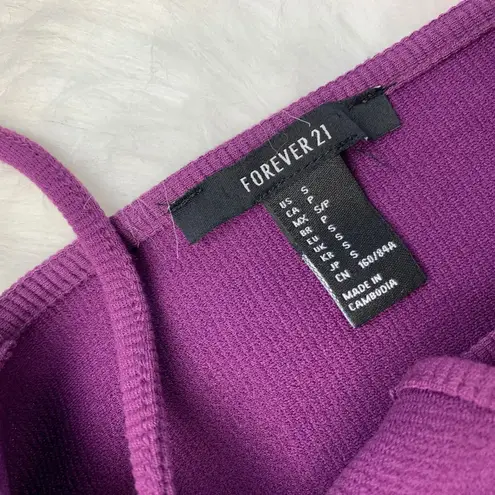 FOREVER 21
US S
CA P
MX S/P
BR P
EU S
UK S
KR S
JP S
CN 160/84A
MADE IN
CAMBODIA